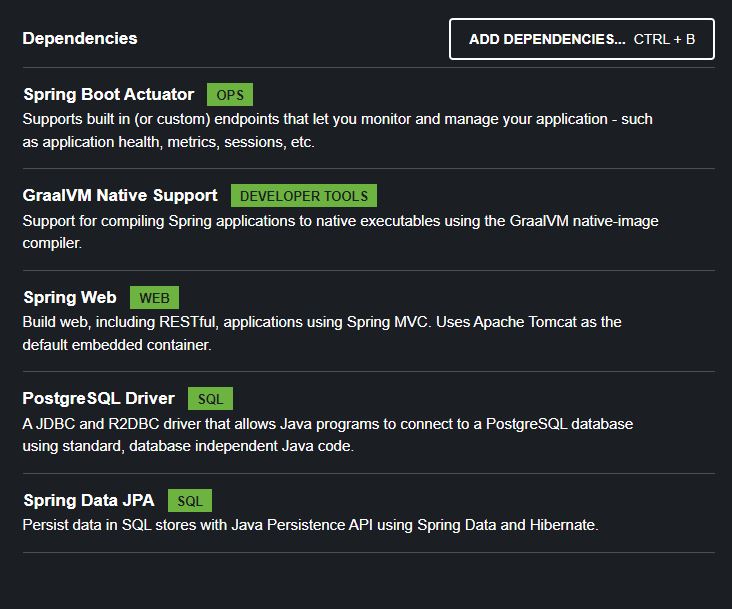 Dependencies
ADD DEPENDENCIES... CTRL + B
Spring Boot Actuator OPS
Supports built in (or custom) endpoints that let you monitor and manage your application - such
as application health, metrics, sessions, etc.
GraalVM Native Support DEVELOPER TOOLS
Support for compiling Spring applications to native executables using the GraalVM native-image
compiler.
Spring Web WEB
Build web, including RESTful, applications using Spring MVC. Uses Apache Tomcat as the
default embedded container.
PostgreSQL Driver SQL
A JDBC and R2DBC driver that allows Java programs to connect to a PostgreSQL database
using standard, database independent Java code.
Spring Data JPA SQL
Persist data in SQL stores with Java Persistence API using Spring Data and Hibernate.